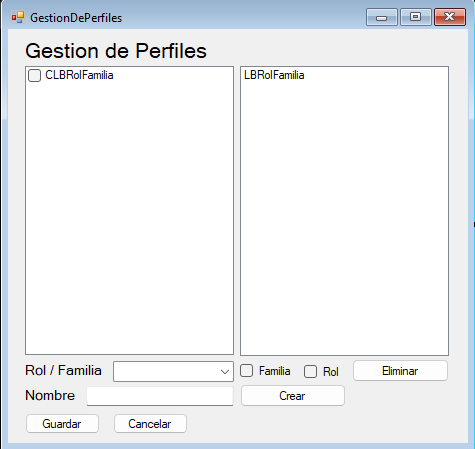 GestionDePerfiles
Gestion de Perfiles
CLBRolFamilia
LBRolFamilia
Rol / Familia
Familia
Rol
Eliminar
Nombre
Crear
Guardar
Cancelar